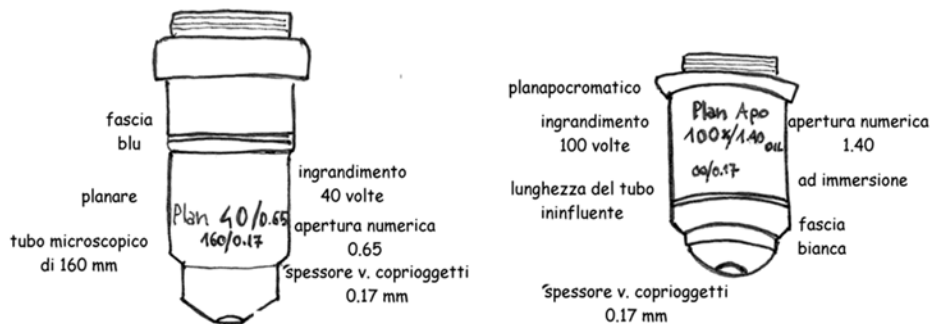 fascia
blu
planare
tubo microscopico
di 160 mm
Plan 40/0.65
160/0.17
ingrandimento
40 volte
apertura numerica
0.65
spessore v. coprioggetti
0.17 mm
planapocromatico
ingrandimento
100 volte
lunghezza del tubo
ininfluente
Plan Apo
100x/1.40 OIL
∞/0.17
apertura numerica
1.40
ad immersione
fascia
bianca
spessore v. coprioggetti
0.17 mm